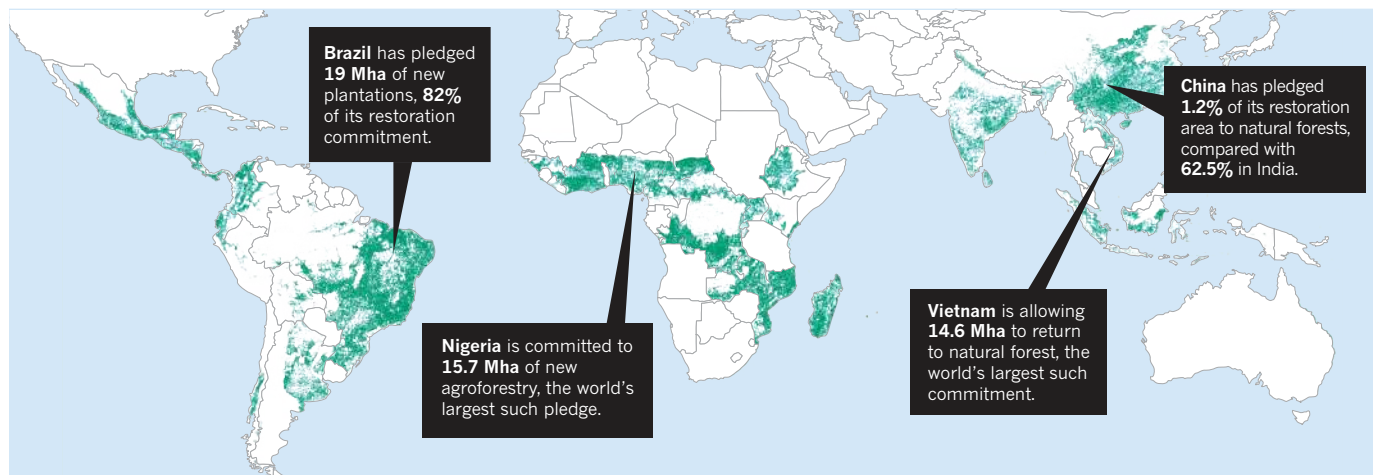 Brazil has pledged
19 Mha of new
plantations, 82%
of its restoration
commitment.
China has pledged
1.2% of its restoration
area to natural forests,
compared with
62.5% in India.
Nigeria is committed to
15.7 Mha of new
agroforestry, the world's
largest such pledge.
Vietnam is allowing
14.6 Mha to return
to natural forest, the
world's largest such
commitment.